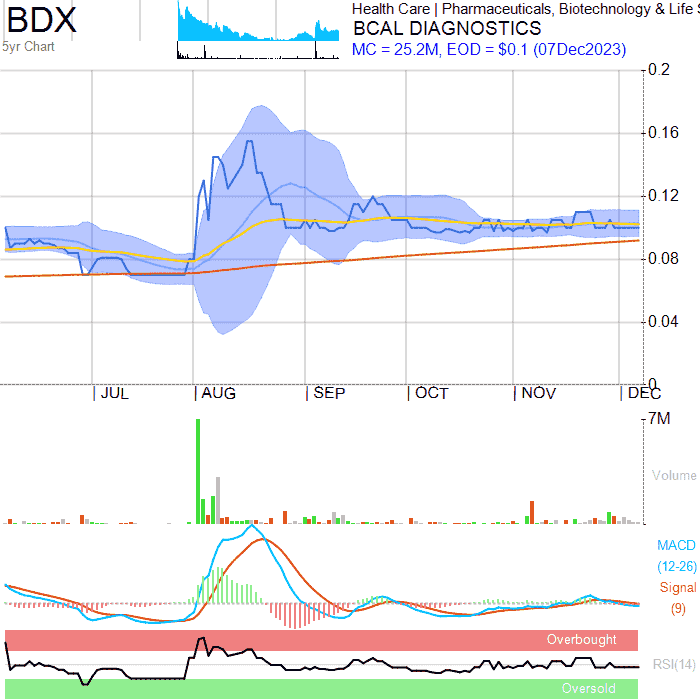 BDX
5yr Chart
Health Care | Pharmaceuticals, Biotechnology & Life S
BCAL DIAGNOSTICS
MC = 25.2M, EOD = $0.1 (07Dec2023)
0.2
0.16
0.12
0.08
0.04
0
JUL AUG SEP OCT NOV DEC
7M
Volume
MACD
(12-26)
Signal
(9)
Overbought
RSI(14)
Oversold